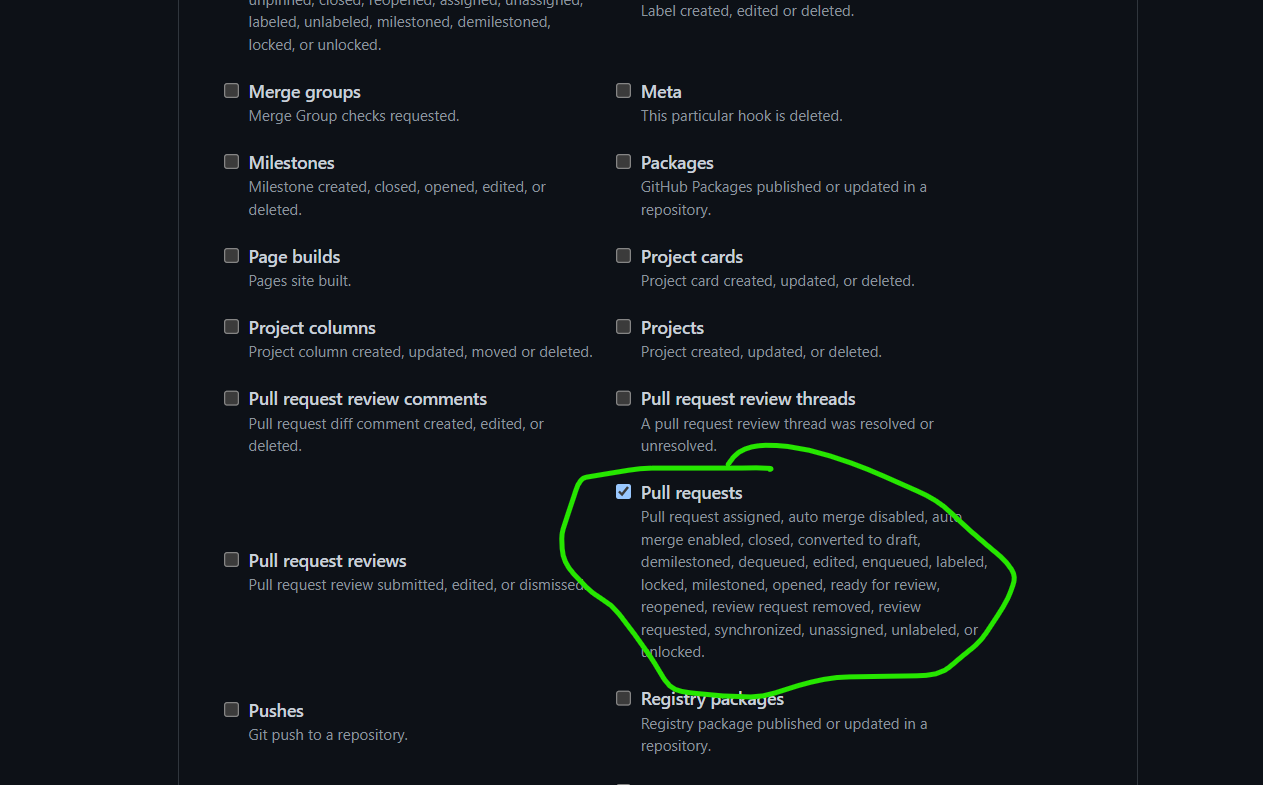 unpinned, closed, reopened, assigned, unassigned,
labeled, unlabeled, milestoned, demilestoned,
locked, or unlocked.
Label created, edited or deleted.
Merge groups
Merge Group checks requested.
Meta
This particular hook is deleted.
Milestones
Milestone created, closed, opened, edited, or
deleted.
Packages
GitHub Packages published or updated in a
repository.
Page builds
Pages site built.
Project cards
Project card created, updated, or deleted.
Project columns
Project column created, updated, moved or deleted.
Projects
Project created, updated, or deleted.
Pull request review comments
Pull request diff comment created, edited, or
deleted.
Pull request review threads
A pull request review thread was resolved or
unresolved.
Pull request reviews
Pull request review submitted, edited, or dismissed.
Pull requests
Pull request assigned, auto merge disabled, auto
merge enabled, closed, converted to draft,
demilestoned, dequeued, edited, enqueued, labeled,
locked, milestoned, opened, ready for review,
reopened, review request removed, review
requested, synchronized, unassigned, unlabeled, or
unlocked.
Pushes
Git push to a repository.
Registry packages
Registry package published or updated in a
repository.